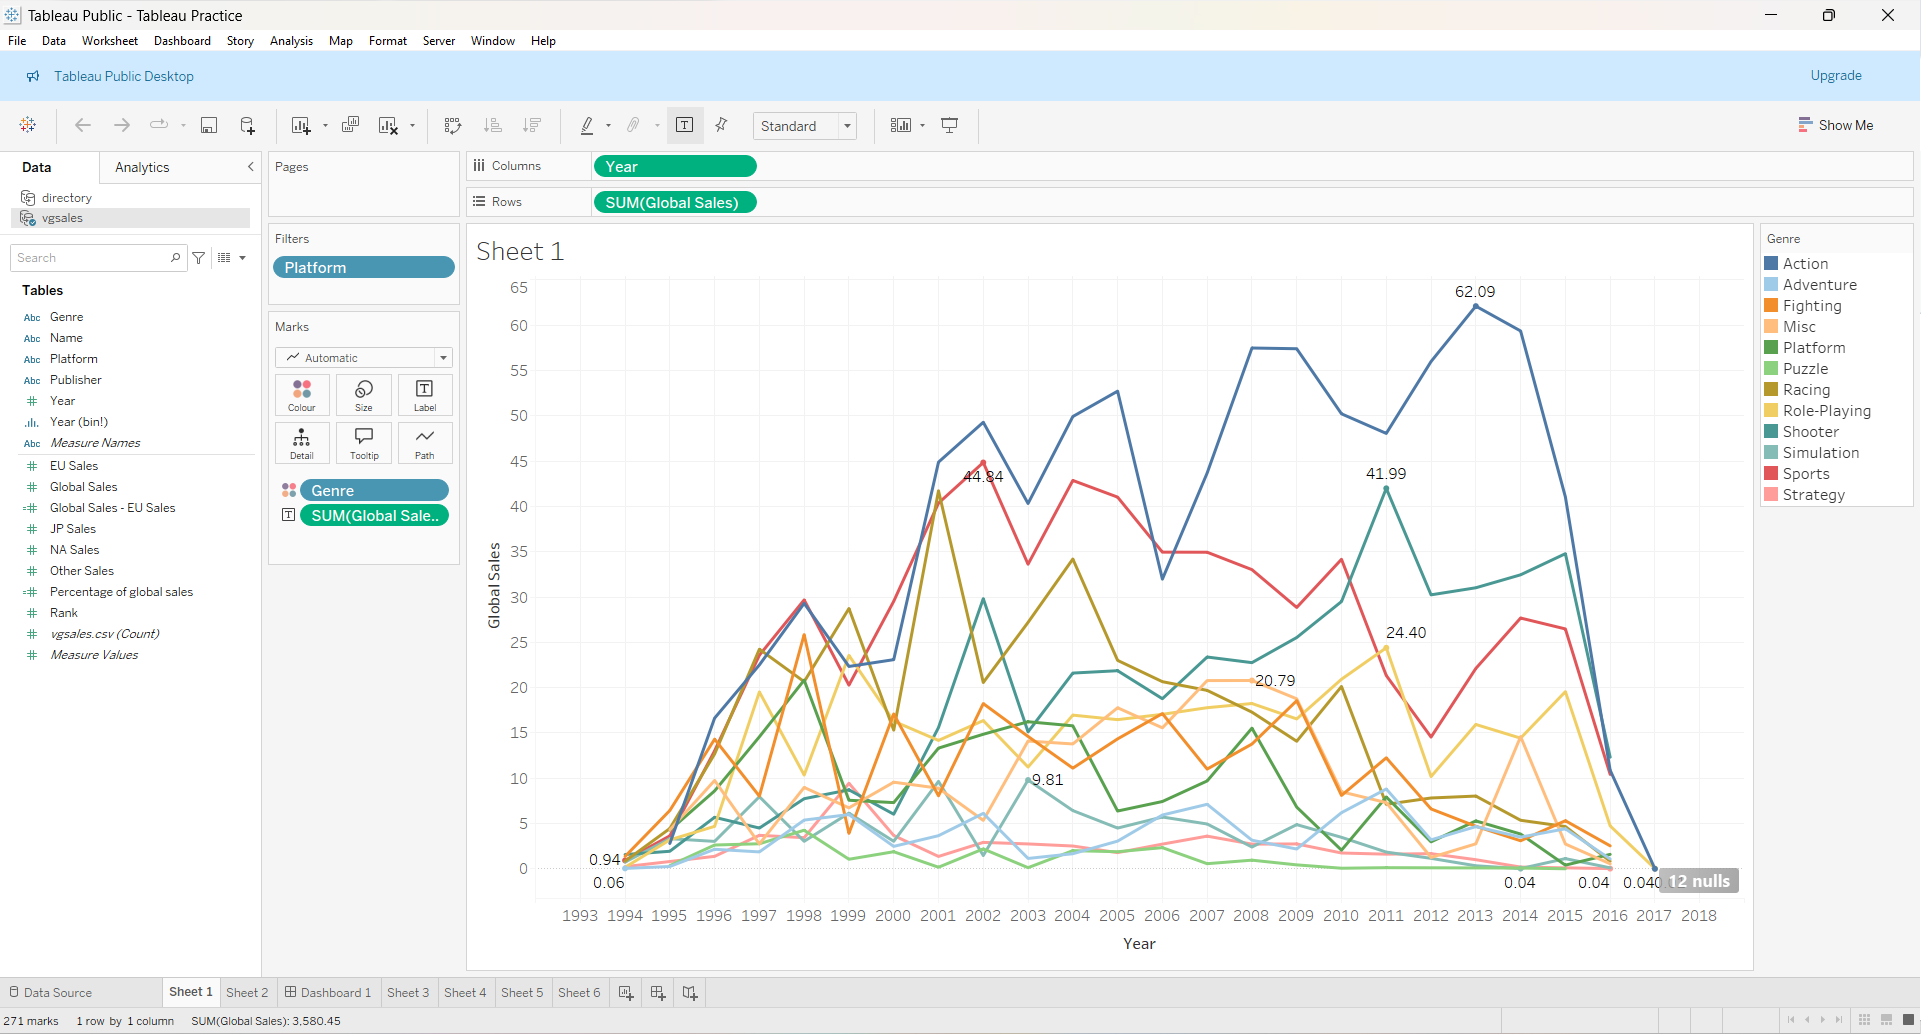 Tableau Public - Tableau Practice
File Data Worksheet Dashboard Story Analysis Map Format Server Window Help
Tableau Public Desktop Upgrade
Standard Show Me
Data Analytics
directory
vgsales
Search
Tables
Abc Genre
Abc Name
Abc Platform
Abc Publisher
Year
Year (bin!)
Abc Measure Names
EU Sales
Global Sales
Global Sales - EU Sales
JP Sales
NA Sales
Other Sales
Percentage of global sales
Rank
vgsales.csv (Count)
Measure Values
Pages
Filters
Platform
Marks
Automatic
Colour Size Label
Detail Tooltip Path
Genre
SUM(Global Sale..
Columns Year
Rows SUM(Global Sales)
Sheet 1
65
60
55
50
45
40
35
30
25
20
15
10
5
0
Global Sales
62.09
44.84
41.99
24.40
20.79
9.81
0.94
0.06
0.04
0.04
0.04
12 nulls
1993 1994 1995 1996 1997 1998 1999 2000 2001 2002 2003 2004 2005 2006 2007 2008 2009 2010 2011 2012 2013 2014 2015 2016 2017 2018
Year
Genre
Action
Adventure
Fighting
Misc
Platform
Puzzle
Racing
Role-Playing
Shooter
Simulation
Sports
Strategy
Data Source Sheet 1 Sheet 2 Dashboard 1 Sheet 3 Sheet 4 Sheet 5 Sheet 6
271 marks 1 row by 1 column SUM(Global Sales): 3,580.45